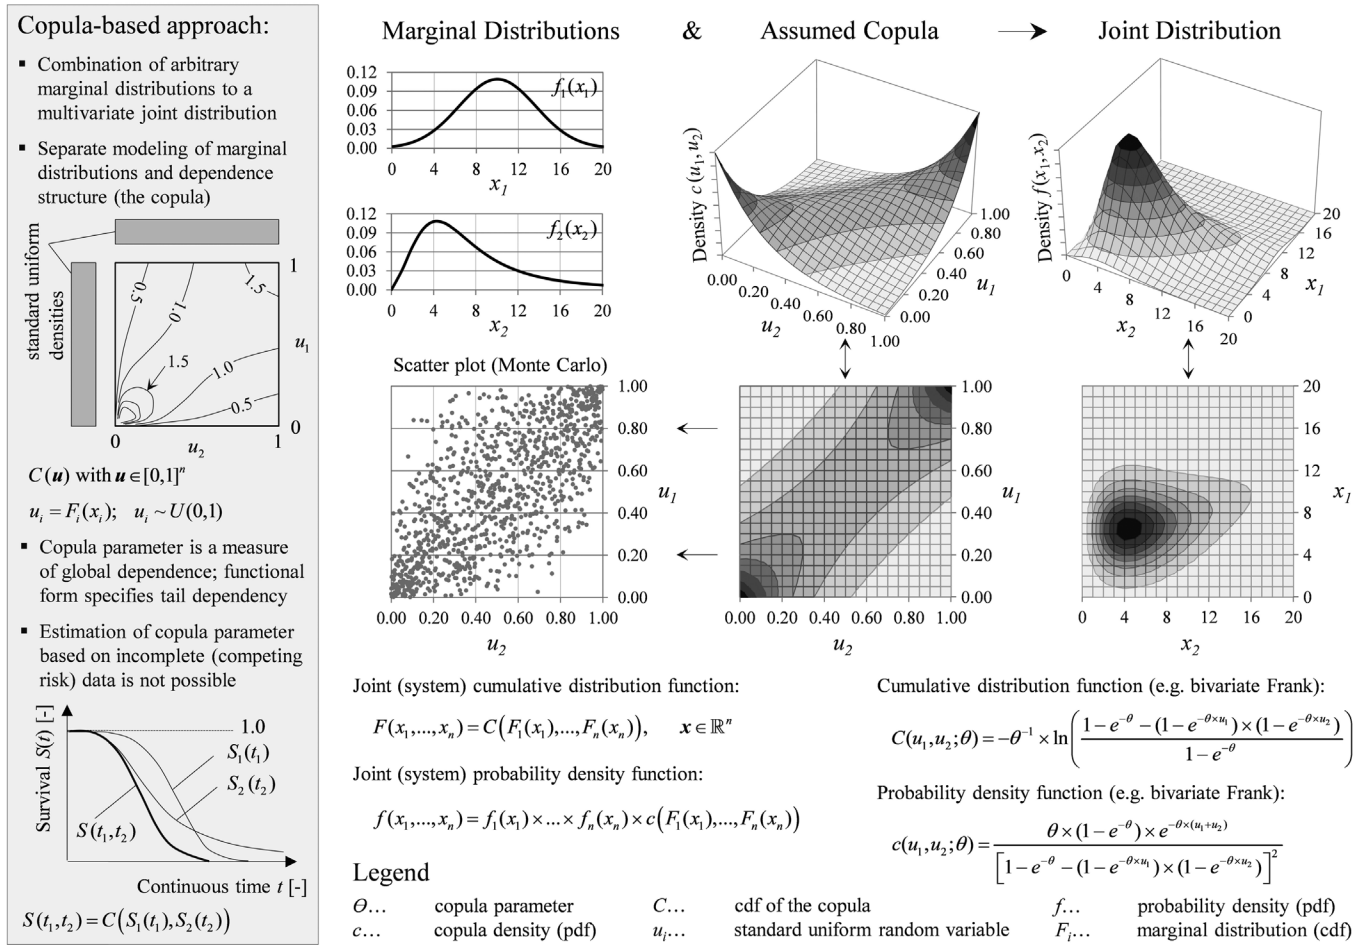 Copula-based approach:
▪ Combination of arbitrary
marginal distributions to a
multivariate joint distribution
▪ Separate modeling of marginal
distributions and dependence
structure (the copula)
standard uniform
densities
0.5
1.0
1.5
1.5
1.0
0.5
1
u₁
0
0
u₂
1
C(u) with u∈[0,1]ⁿ
uᵢ = Fᵢ(xᵢ); uᵢ ~ U(0,1)
▪ Copula parameter is a measure
of global dependence; functional
form specifies tail dependency
▪ Estimation of copula parameter
based on incomplete (competing
risk) data is not possible
Survival S(t) [-]
1.0
S₁(t₁)
S₂(t₂)
S(t₁,t₂)
Continuous time t [-]
S(t₁,t₂) = C(S₁(t₁),S₂(t₂))
Marginal Distributions & Assumed Copula → Joint Distribution
0.12
0.09
0.06
0.03
0.00
f₁(x₁)
0 4 8 12 16 20
x₁
0.12
0.09
0.06
0.03
0.00
f₂(x₂)
0 4 8 12 16 20
x₂
Density c(u₁,u₂)
0.00 0.20 0.40 0.60 0.80 1.00
u₂
0.00 0.20 0.40 0.60 0.80 1.00
u₁
Density f(x₁,x₂)
0 4 8 12 16 20
x₂
0 4 8 12 16 20
x₁
Scatter plot (Monte Carlo)
1.00
0.80
0.60
u₁
0.40
0.20
0.00
0.00 0.20 0.40 0.60 0.80 1.00
u₂
1.00
0.80
0.60
u₁
0.40
0.20
0.00
0.00 0.20 0.40 0.60 0.80 1.00
u₂
20
16
12
x₁
8
4
0
0 4 8 12 16 20
x₂
Joint (system) cumulative distribution function:
F(x₁,...,xₙ) = C(F₁(x₁),...,Fₙ(xₙ)), x∈ℝⁿ
Joint (system) probability density function:
f(x₁,...,xₙ) = f₁(x₁)×...×fₙ(xₙ)×c(F₁(x₁),...,Fₙ(xₙ))
Cumulative distribution function (e.g. bivariate Frank):
C(u₁,u₂;θ) = −θ⁻¹ × ln((1−e^(−θ) − (1−e^(−θ×u₁))×(1−e^(−θ×u₂))) / (1−e^(−θ)))
Probability density function (e.g. bivariate Frank):
c(u₁,u₂;θ) = θ×(1−e^(−θ))×e^(−θ×(u₁+u₂)) / [1−e^(−θ) − (1−e^(−θ×u₁))×(1−e^(−θ×u₂))]²
Legend
Θ... copula parameter C... cdf of the copula f... probability density (pdf)
c... copula density (pdf) uᵢ... standard uniform random variable Fᵢ... marginal distribution (cdf)